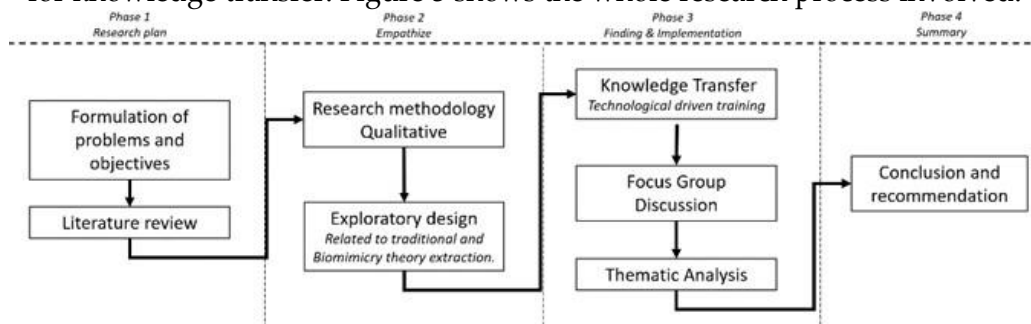 for knowledge transfer. Figure 3 shows the whole research process involved.
Phase 1
Research plan
Phase 2
Empathize
Phase 3
Finding & Implementation
Phase 4
Summary
Formulation of
problems and
objectives
Literature review
Research methodology
Qualitative
Exploratory design
Related to traditional and
Biomimicry theory extraction.
Knowledge Transfer
Technological driven training
Focus Group
Discussion
Thematic Analysis
Conclusion and
recommendation